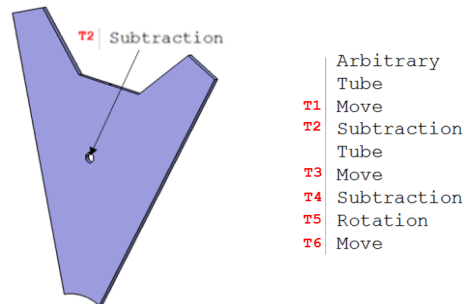 T2 Subtraction
Arbitrary
Tube
T1 Move
T2 Subtraction
Tube
T3 Move
T4 Subtraction
T5 Rotation
T6 Move